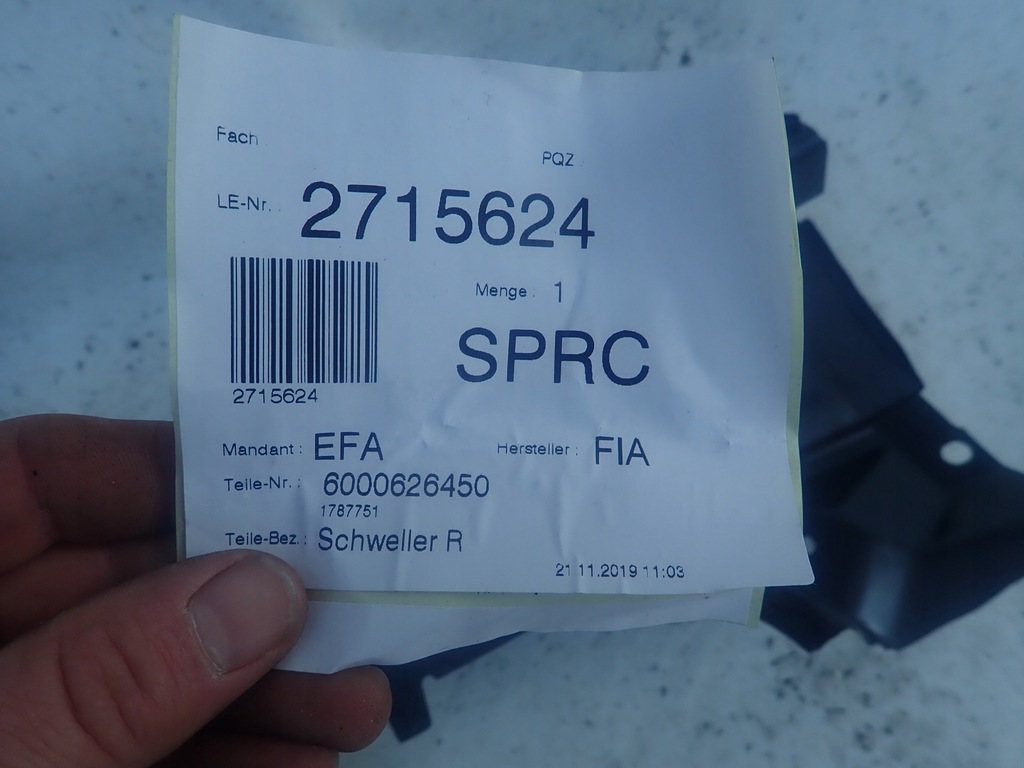 Fach
PQZ :
LE-Nr. : 2715624
Menge : 1
SPRC
2715624
Mandant : EFA
Hersteller : FIA
Teile-Nr. : 6000626450
1787751
Teile-Bez. : Schweller R
21.11.2019 11:03